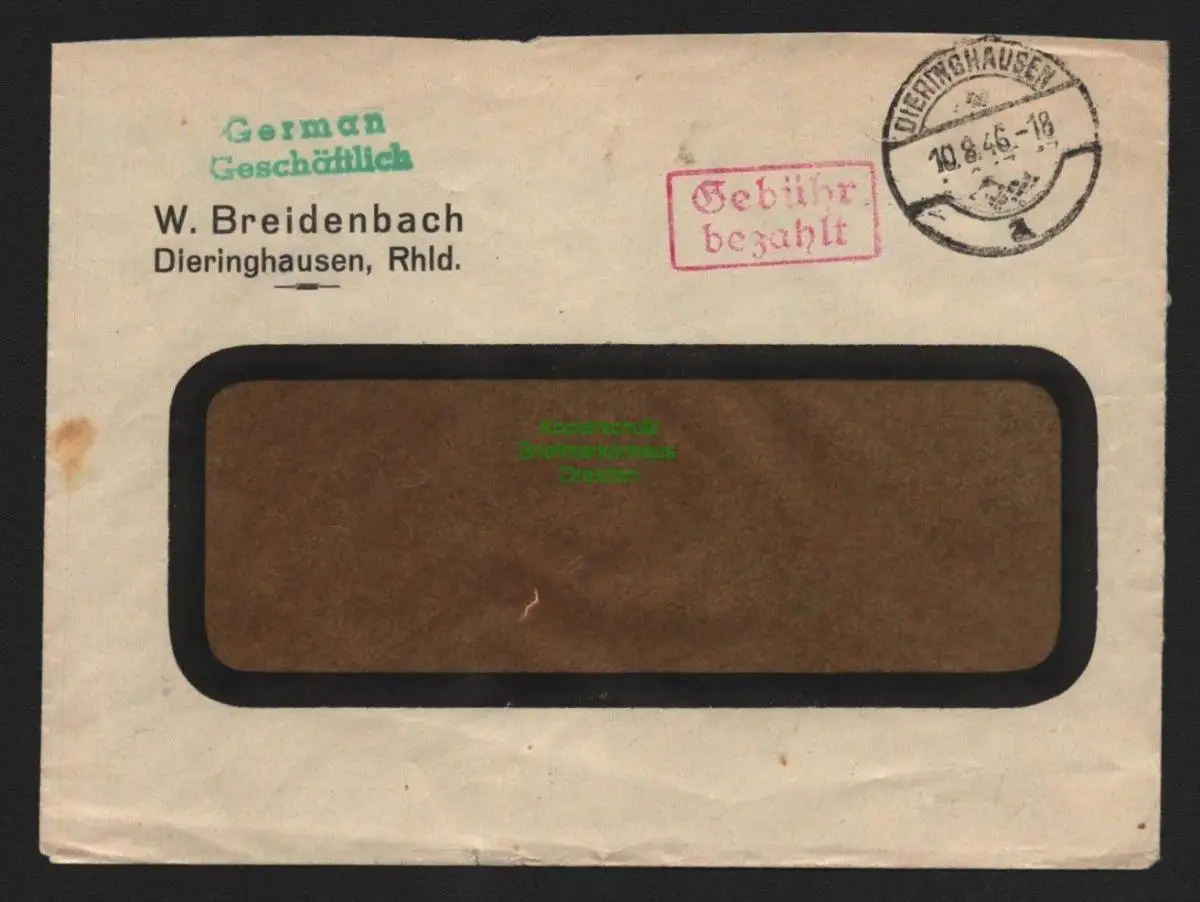 German
Geschäftlich
W. Breidenbach
Dieringhausen, Rhld.
Gebühr
bezahlt
DIERINGHAUSEN
10.8.46.-18
a
Kopierschutz
Briefmarkenhaus
Dresden